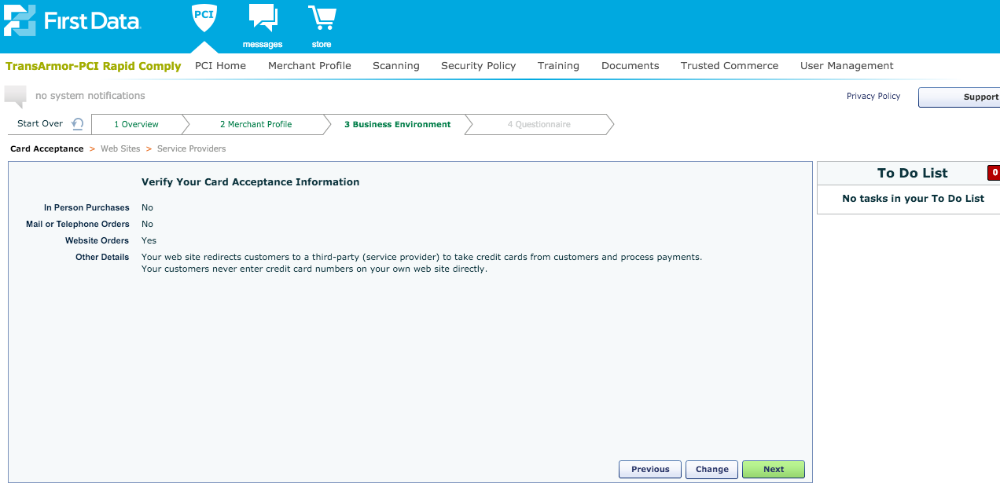 First Data.
PCI
messages
store
TransArmor-PCI Rapid Comply
PCI Home
Merchant Profile
Scanning
Security Policy
Training
Documents
Trusted Commerce
User Management
no system notifications
Privacy Policy
Support
Start Over
1 Overview
2 Merchant Profile
3 Business Environment
4 Questionnaire
Card Acceptance > Web Sites > Service Providers
Verify Your Card Acceptance Information
In Person Purchases No
Mail or Telephone Orders No
Website Orders Yes
Other Details Your web site redirects customers to a third-party (service provider) to take credit cards from customers and process payments.
Your customers never enter credit card numbers on your own web site directly.
Previous
Change
Next
To Do List
0
No tasks in your To Do List